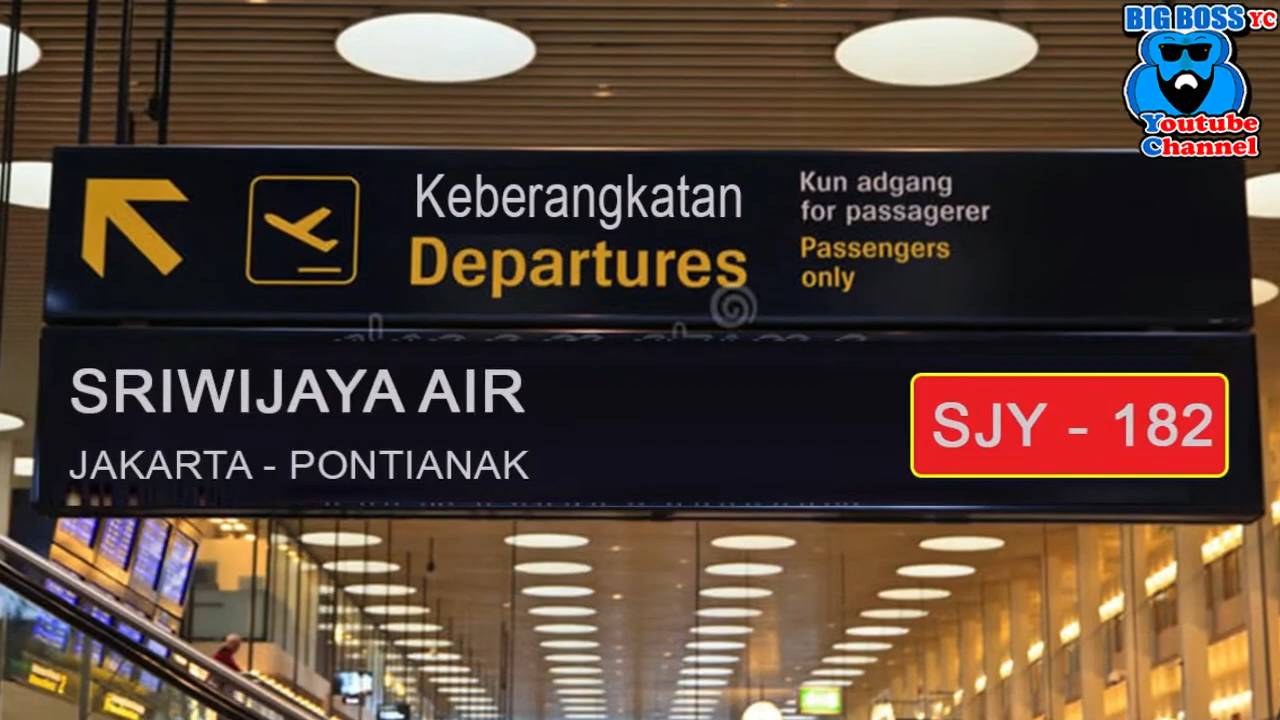 BIG BOSS YC
Youtube
Channel
Keberangkatan
Departures
Kun adgang
for passagerer
Passengers
only
SRIWIJAYA AIR
JAKARTA - PONTIANAK
SJY - 182